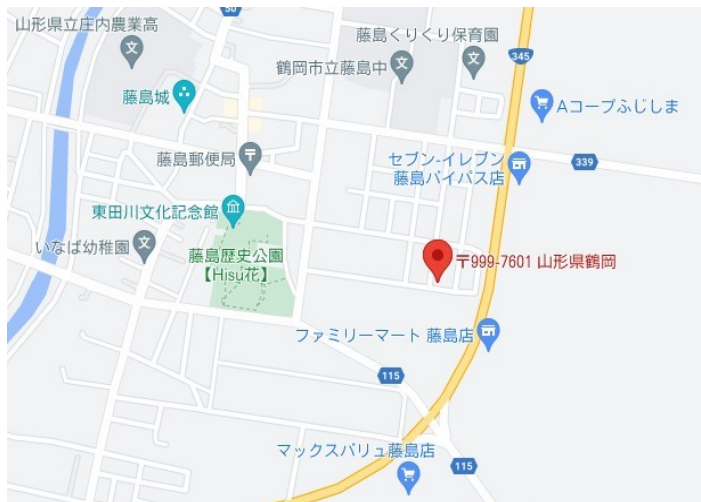 50
山形県立庄内農業高
藤島くりくり保育園
鶴岡市立藤島中
345
藤島城
Aコープふじしま
藤島郵便局
セブン-イレブン
藤島バイパス店
339
東田川文化記念館
いなば幼稚園
藤島歴史公園
【Hisu花】
〒999-7601 山形県鶴岡
ファミリーマート 藤島店
115
マックスバリュ藤島店
115